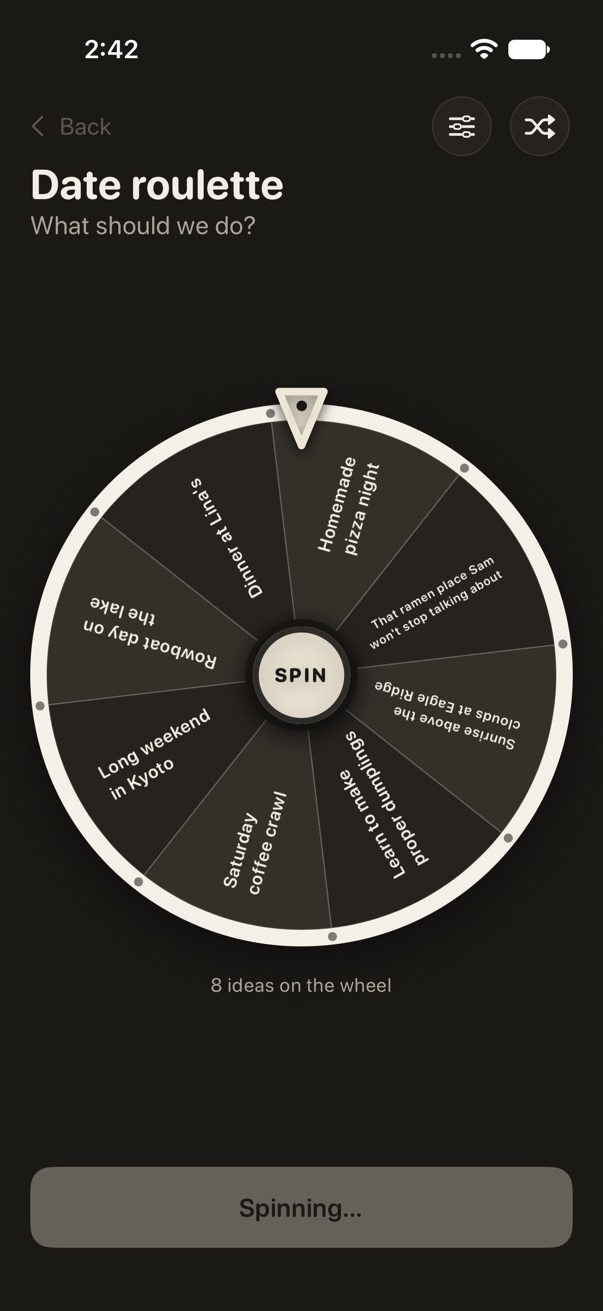 2:42
Back
Date roulette
What should we do?
Homemade
pizza night
That ramen place Sam
won't stop talking about
Sunrise above the
clouds at Eagle Ridge
Learn to make
proper dumplings
Saturday
coffee crawl
Long weekend
in Kyoto
Rowboat day on
the lake
Dinner at Lina's
SPIN
8 ideas on the wheel
Spinning...